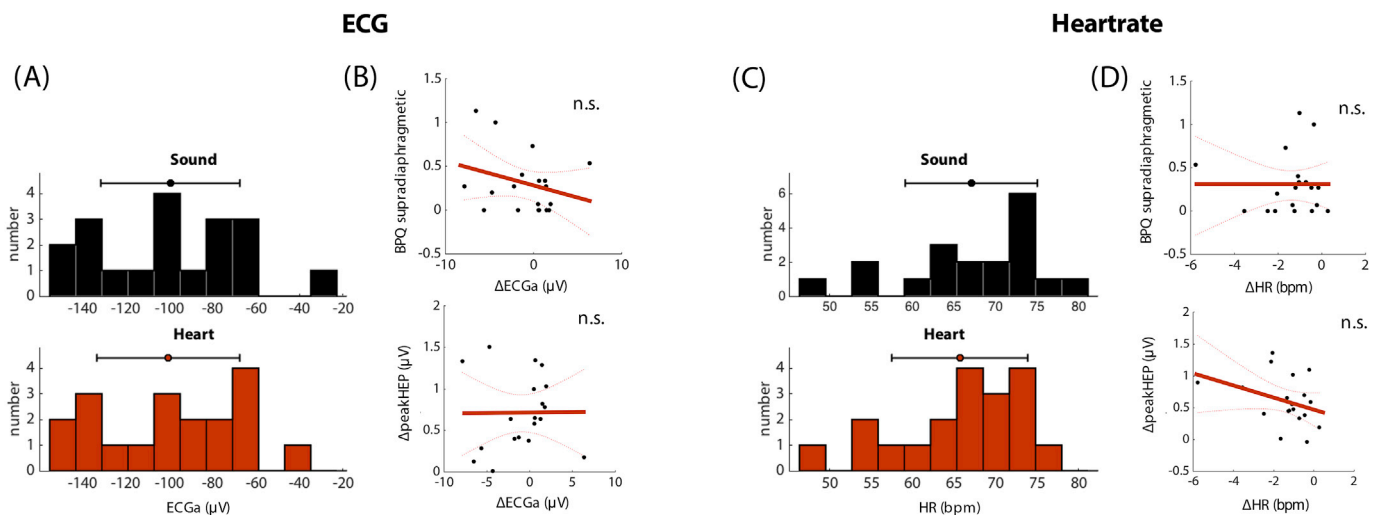 ECG
Heartrate
(A)
Sound
number
4
3
2
1
0
-140 -120 -100 -80 -60 -40 -20
Heart
number
4
3
2
1
0
-140 -120 -100 -80 -60 -40 -20
ECGa (µV)
(B)
BPQ supradiaphragmetic
n.s.
1.5
1
0.5
0
-0.5
-10 0 10
ΔECGa (µV)
ΔpeakHEP (µV)
n.s.
2
1.5
1
0.5
0
-10 -5 0 5 10
ΔECGa (µV)
(C)
Sound
number
6
4
2
0
50 55 60 65 70 75 80
Heart
number
4
3
2
1
0
50 55 60 65 70 75 80
HR (bpm)
(D)
BPQ supradiaphragmetic
n.s.
1.5
1
0.5
0
-0.5
-6 -4 -2 0 2
ΔHR (bpm)
ΔpeakHEP (µV)
n.s.
2
1.5
1
0.5
0
-0.5
-6 -4 -2 0 2
ΔHR (bpm)